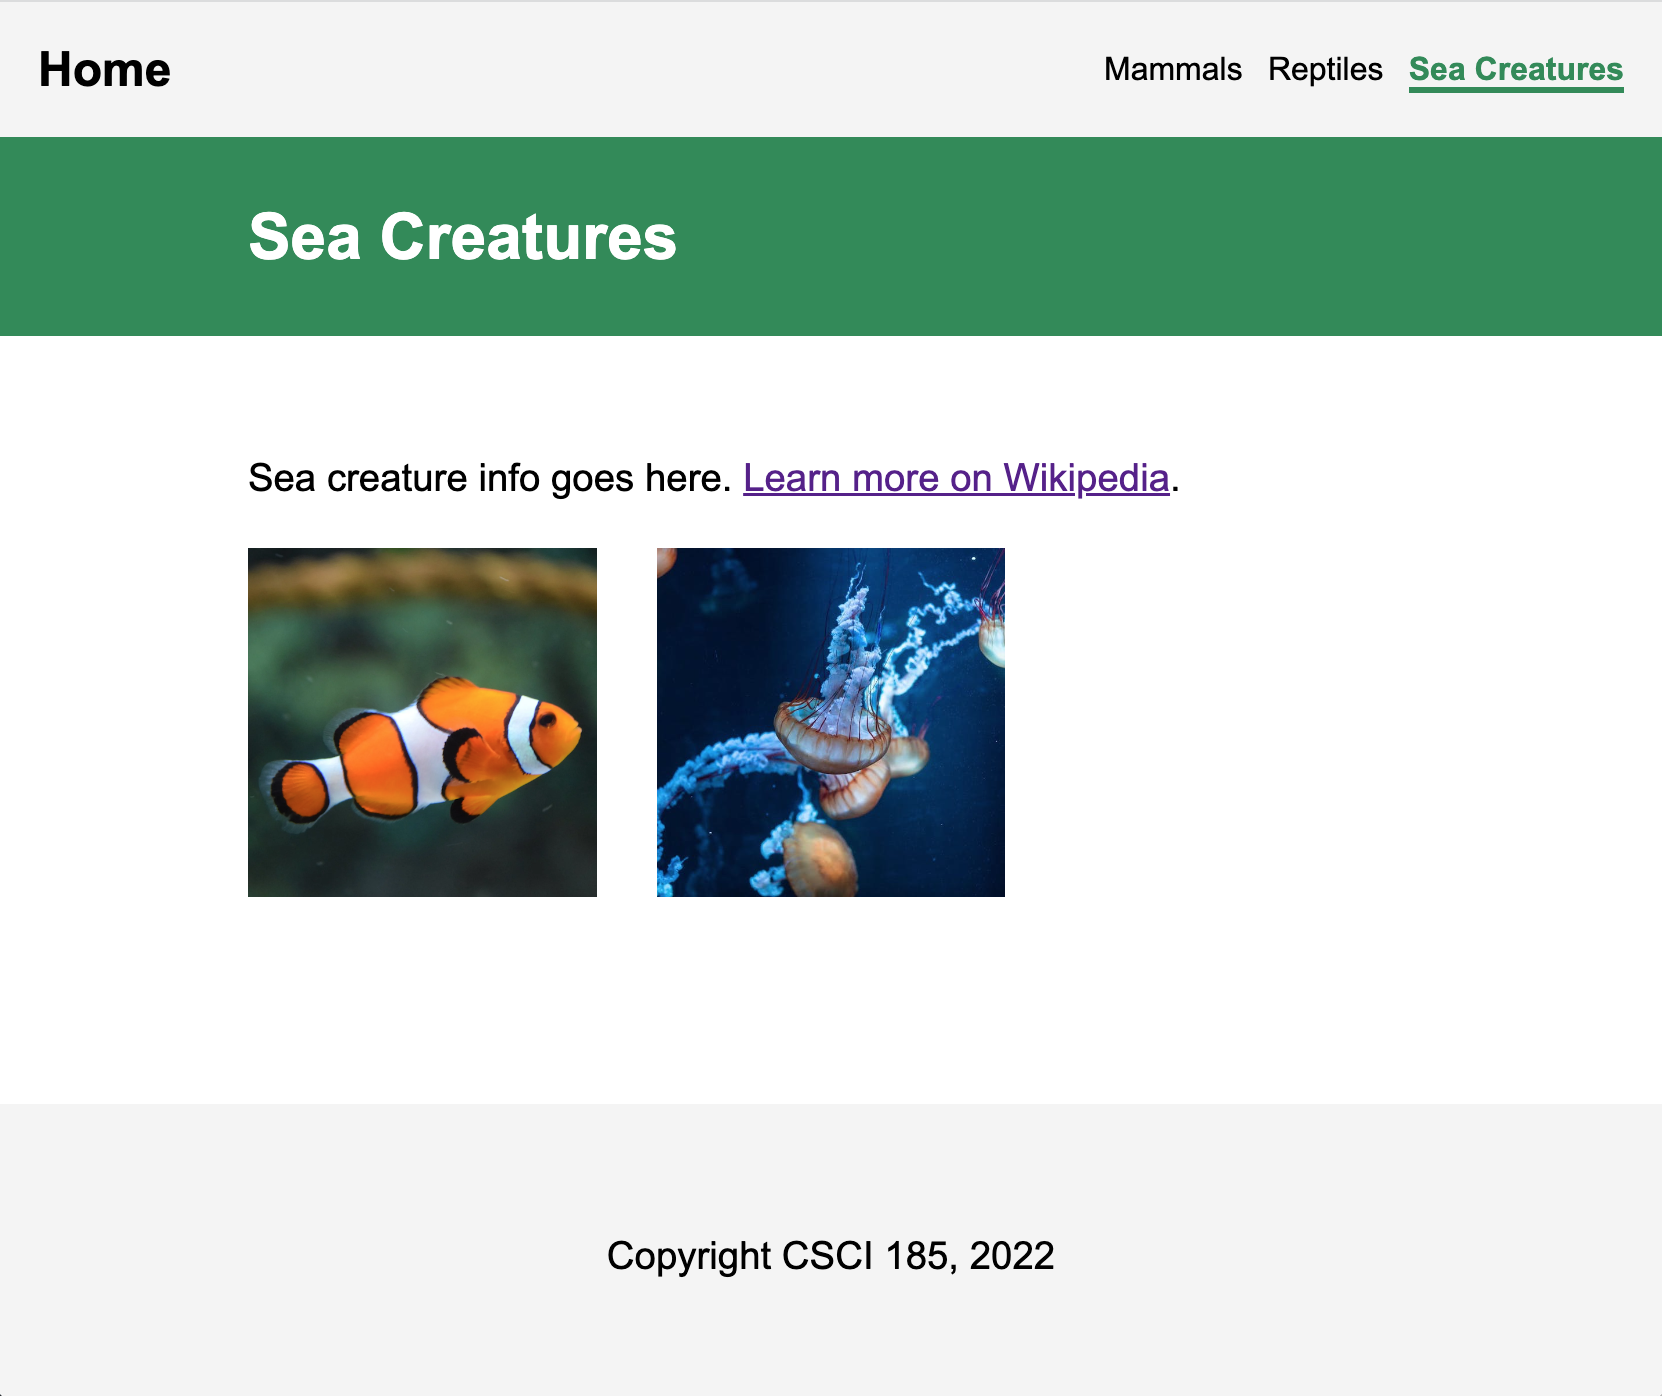 Home
Mammals Reptiles Sea Creatures
Sea Creatures
Sea creature info goes here. Learn more on Wikipedia.
Copyright CSCI 185, 2022